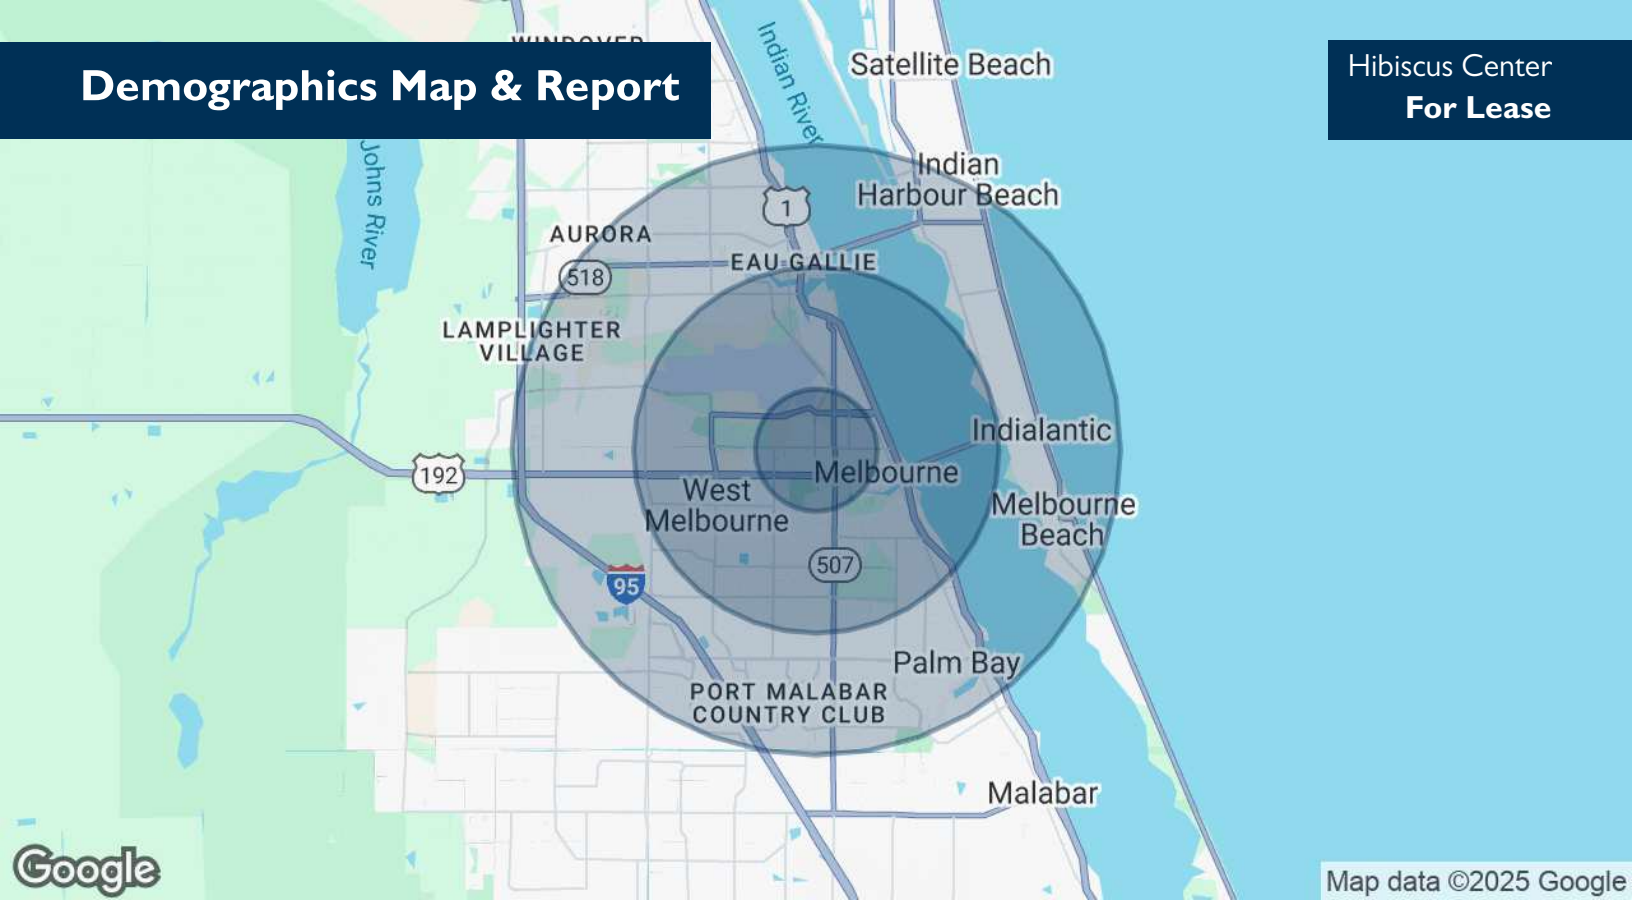 WINDOVER
Demographics Map & Report
Hibiscus Center
For Lease
Indian River
Satellite Beach
Johns River
Indian
Harbour Beach
1
AURORA
EAU GALLIE
518
LAMPLIGHTER
VILLAGE
Indialantic
192
Melbourne
West
Melbourne
Melbourne
Beach
507
95
Palm Bay
PORT MALABAR
COUNTRY CLUB
Malabar
Google
Map data ©2025 Google